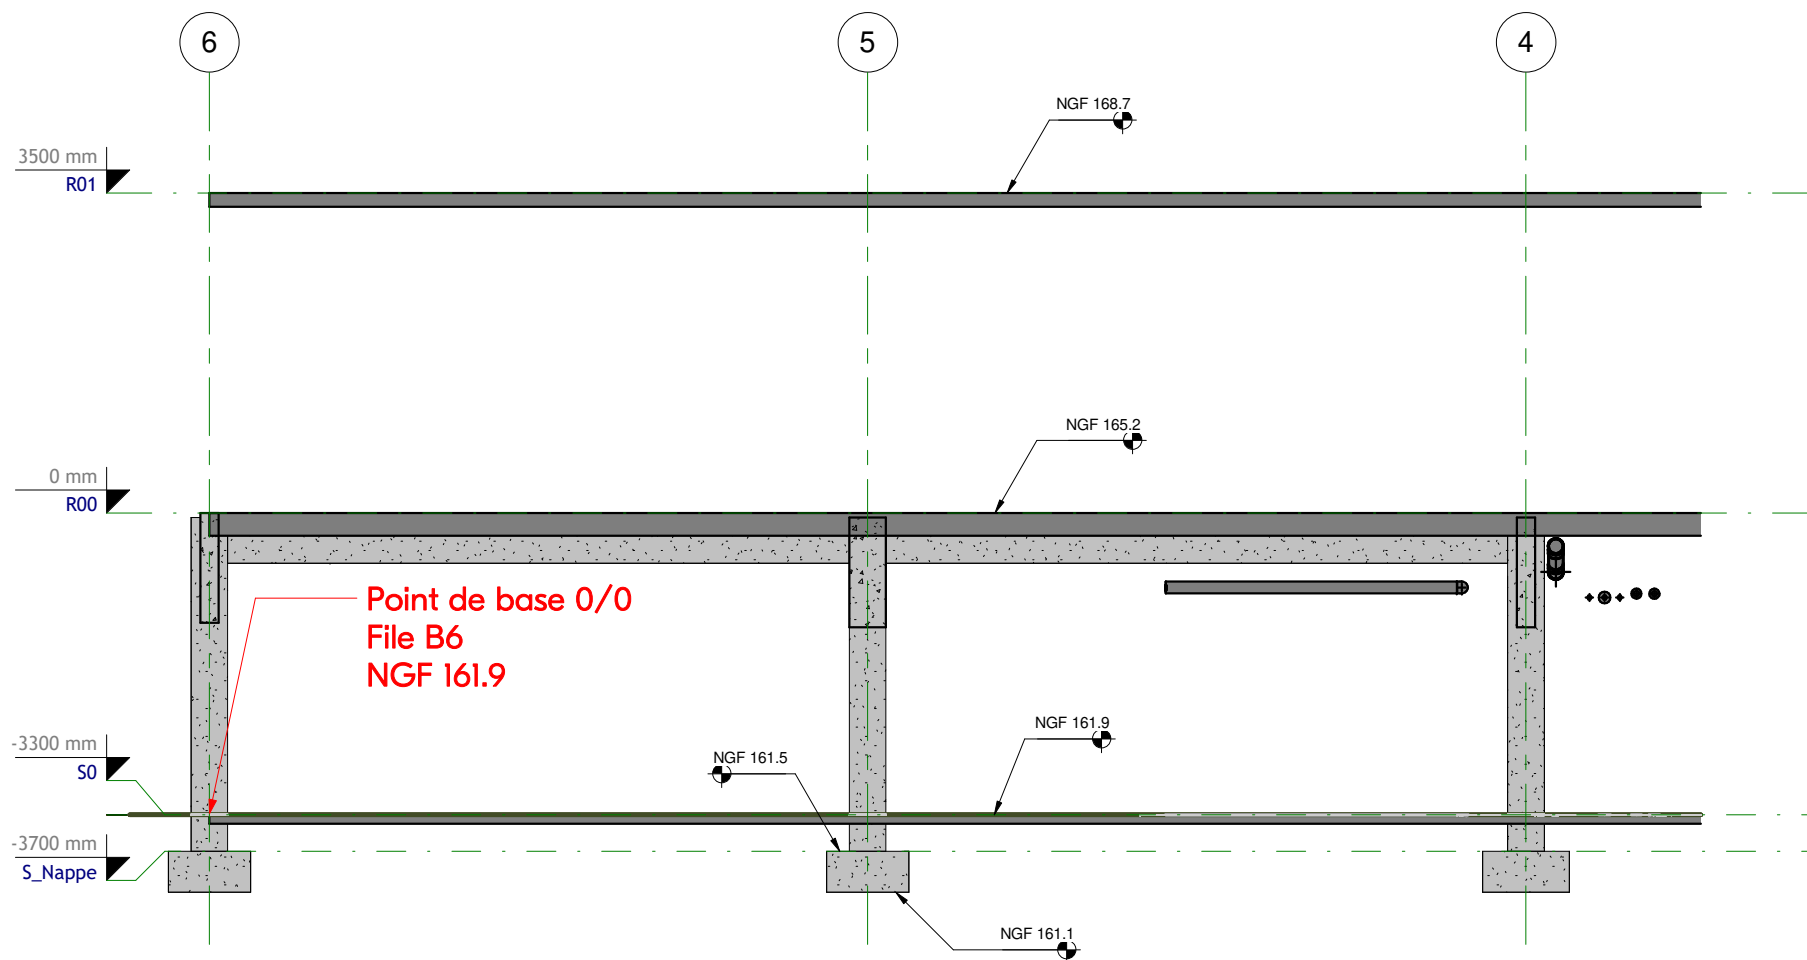 6
5
4
NGF 168.7
3500 mm
R01
NGF 165.2
0 mm
R00
Point de base 0/0
File B6
NGF 161.9
NGF 161.9
-3300 mm
S0
NGF 161.5
-3700 mm
S_Nappe
NGF 161.1